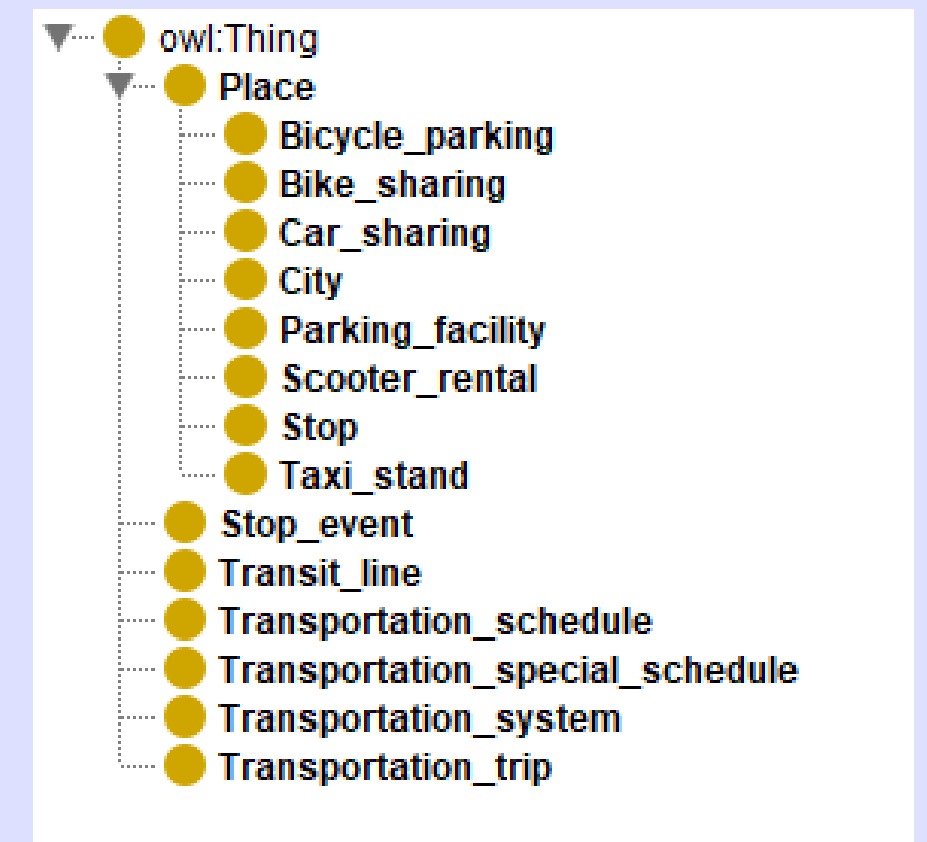 owl:Thing
Place
Bicycle_parking
Bike_sharing
Car_sharing
City
Parking_facility
Scooter_rental
Stop
Taxi_stand
Stop_event
Transit_line
Transportation_schedule
Transportation_special_schedule
Transportation_system
Transportation_trip